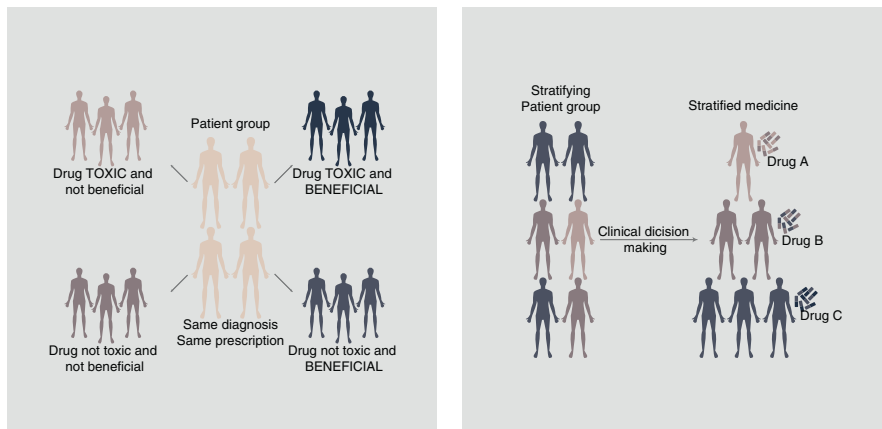 Patient group
Drug TOXIC and
not beneficial
Drug TOXIC and
BENEFICIAL
Same diagnosis
Same prescription
Drug not toxic and
not beneficial
Drug not toxic and
BENEFICIAL
Stratifying
Patient group
Stratified medicine
Drug A
Clinical dicision
making
Drug B
Drug C